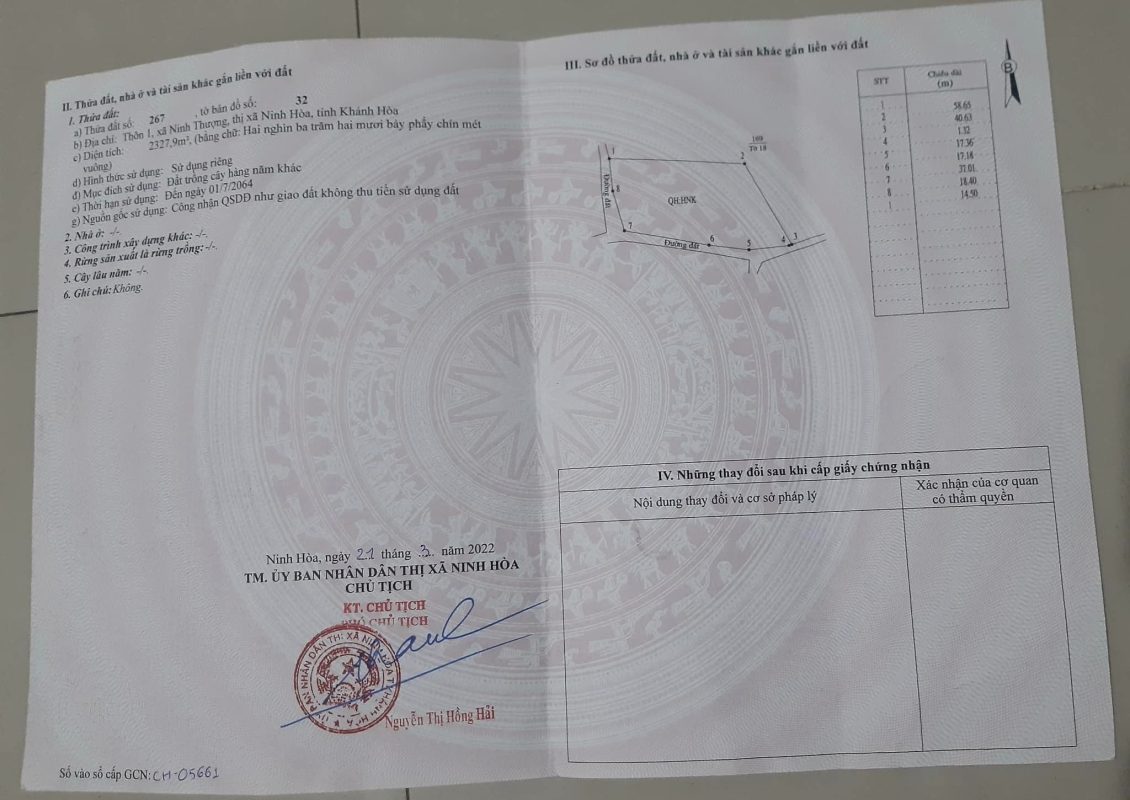 II. Thửa đất, nhà ở và tài sản khác gắn liền với đất
1. Thửa đất:
a) Thửa đất số: 267 , tờ bản đồ số: 32
b) Địa chỉ: Thôn 1, xã Ninh Thượng, thị xã Ninh Hòa, tỉnh Khánh Hòa
c) Diện tích: 2327,9m², (bằng chữ: Hai nghìn ba trăm hai mươi bảy phẩy chín mét
vuông)
d) Hình thức sử dụng: Sử dụng riêng
đ) Mục đích sử dụng: Đất trồng cây hàng năm khác
e) Thời hạn sử dụng: Đến ngày 01/7/2064
g) Nguồn gốc sử dụng: Công nhận QSDĐ như giao đất không thu tiền sử dụng đất
2. Nhà ở: -/-.
3. Công trình xây dựng khác: -/-.
4. Rừng sản xuất là rừng trồng: -/-.
5. Cây lâu năm: -/-.
6. Ghi chú: Không.
Ninh Hòa, ngày 21 tháng 3. năm 2022
TM. ỦY BAN NHÂN DÂN THỊ XÃ NINH HÒA
CHỦ TỊCH
KT. CHỦ TỊCH
PHÓ CHỦ TỊCH
Nguyễn Thị Hồng Hải
Số vào sổ cấp GCN: CH-05661
III. Sơ đồ thửa đất, nhà ở và tài sản khác gắn liền với đất
B
169
Tờ 18
1
2
Đường đất
8
QH:HNK
7
Đường đất
6
5
4
3
STT Chiều dài
(m)
1 58.65
2 40.63
3 1.32
4 17.36
5 17.18
6 37.01
7 18.40
8 14.50
1
IV. Những thay đổi sau khi cấp giấy chứng nhận
Nội dung thay đổi và cơ sở pháp lý
Xác nhận của cơ quan
có thẩm quyền